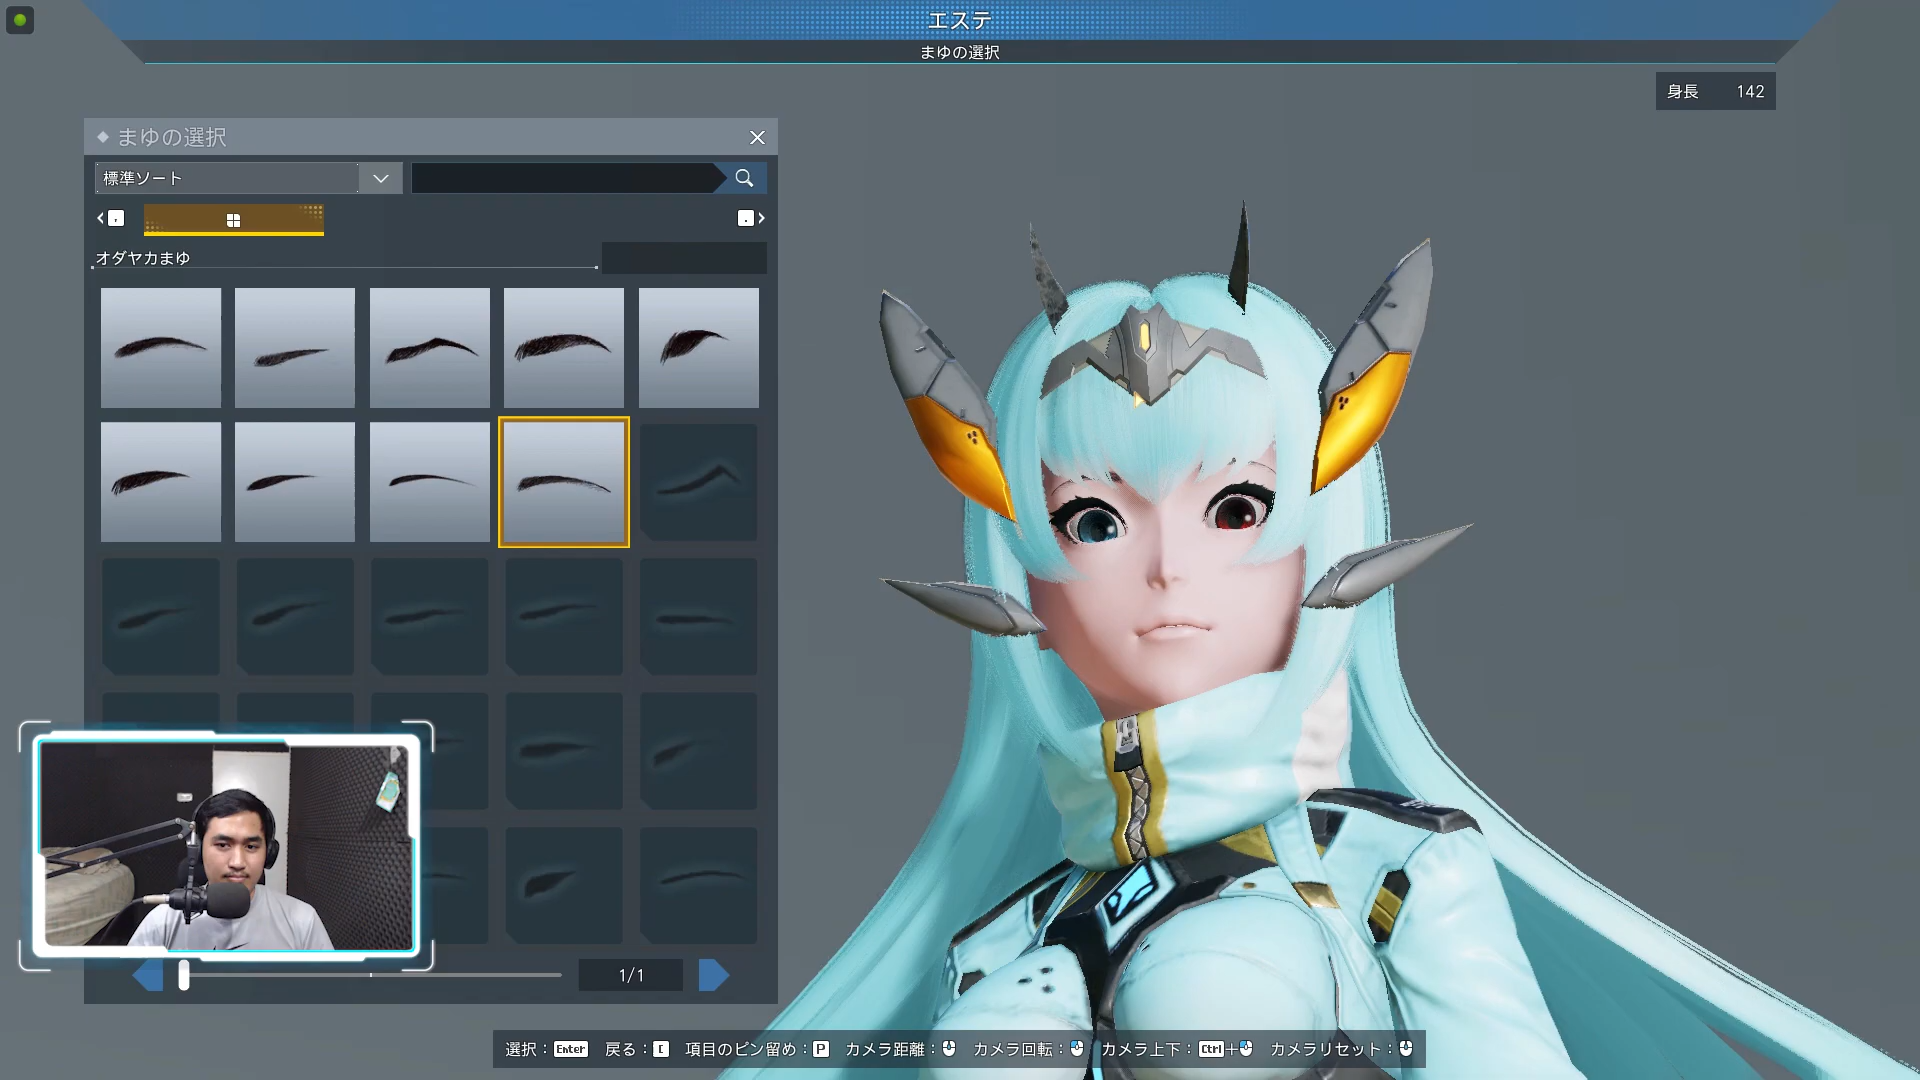 エステ
まゆの選択
身長 142
まゆの選択
標準ソート
,
.
オダヤカまゆ
1/1
選択：Enter 戻る：[ 項目のピン留め：P カメラ距離： カメラ回転： カメラ上下：Ctrl+ カメラリセット：